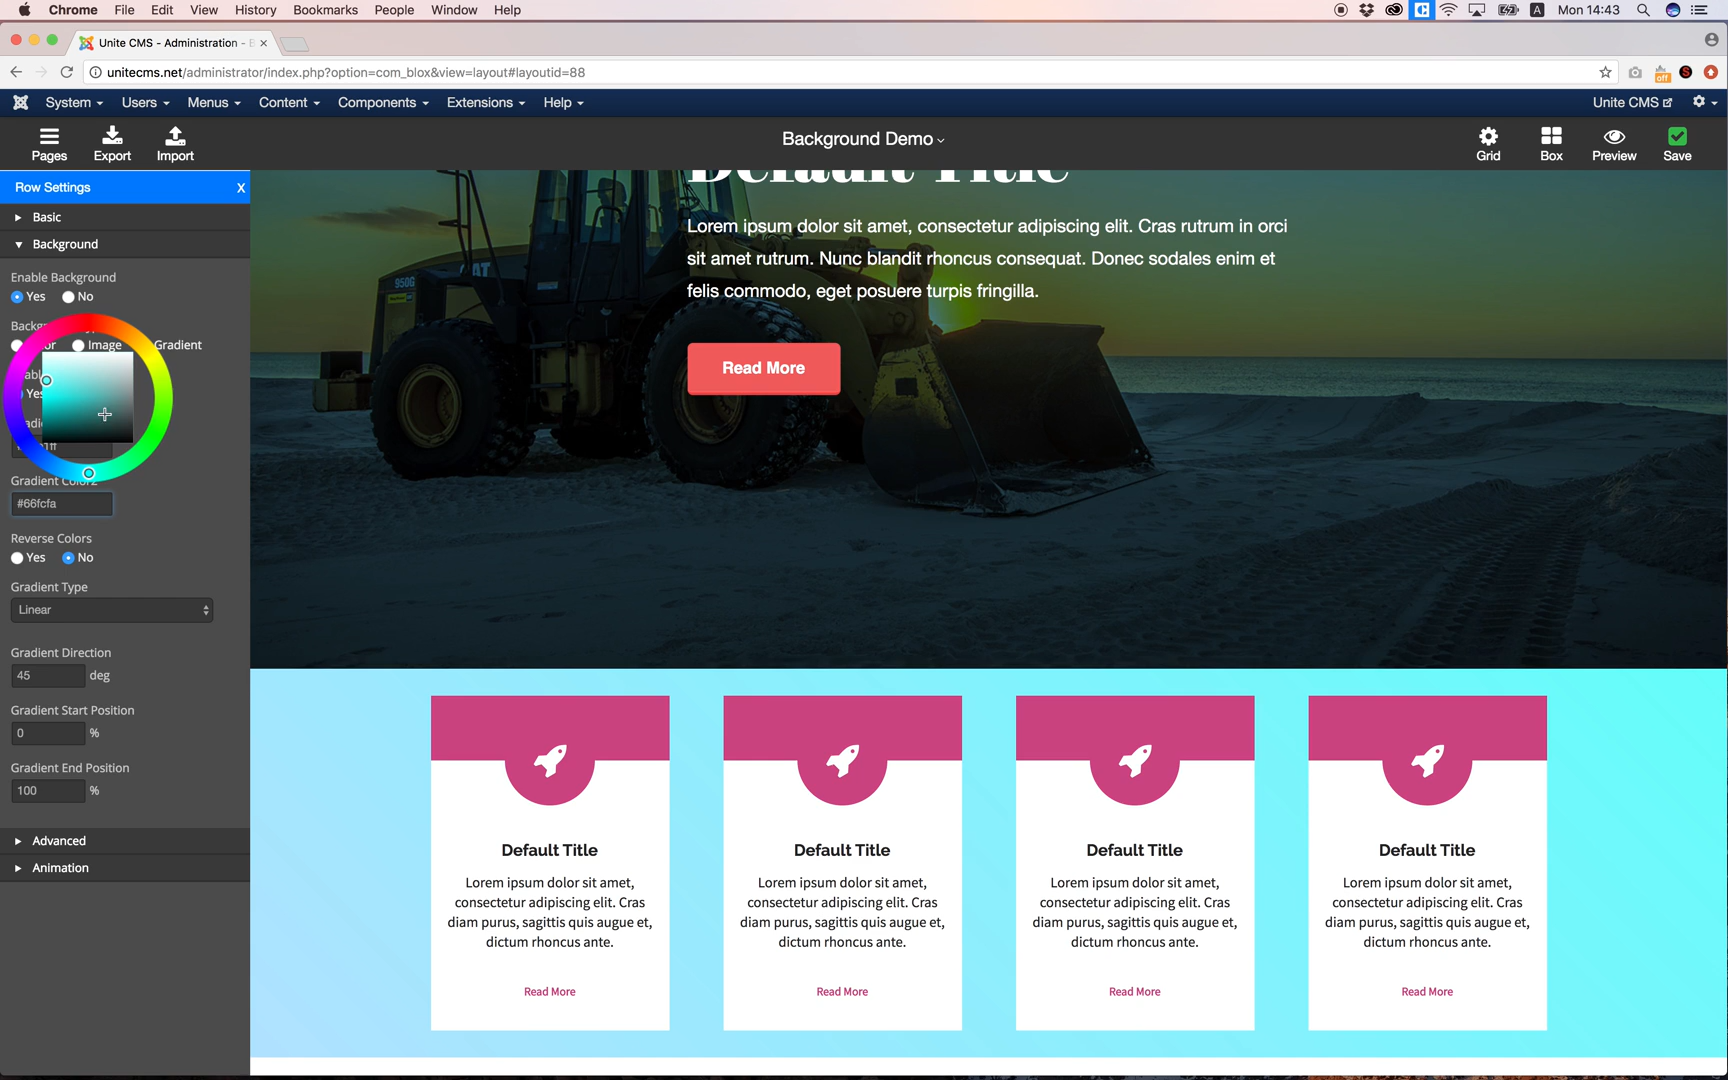 Chrome File Edit View History Bookmarks People Window Help
A Mon 14:43
Unite CMS - Administration -
unitecms.net/administrator/index.php?option=com_blox&view=layout#layoutid=88
off
S
System Users Menus Content Components Extensions Help
Unite CMS
Pages Export Import
Background Demo
Grid Box Preview Save
Row Settings X
Basic
Background
Enable Background
Yes No
Image Gradient
Gradient
#66fcfa
Reverse Colors
Yes No
Gradient Type
Linear
Gradient Direction
45 deg
Gradient Start Position
0 %
Gradient End Position
100 %
Advanced
Animation
Default Title
CAT
950G
Lorem ipsum dolor sit amet, consectetur adipiscing elit. Cras rutrum in orci
sit amet rutrum. Nunc blandit rhoncus consequat. Donec sodales enim et
felis commodo, eget posuere turpis fringilla.
Read More
Default Title
Lorem ipsum dolor sit amet,
consectetur adipiscing elit. Cras
diam purus, sagittis quis augue et,
dictum rhoncus ante.
Read More
Default Title
Lorem ipsum dolor sit amet,
consectetur adipiscing elit. Cras
diam purus, sagittis quis augue et,
dictum rhoncus ante.
Read More
Default Title
Lorem ipsum dolor sit amet,
consectetur adipiscing elit. Cras
diam purus, sagittis quis augue et,
dictum rhoncus ante.
Read More
Default Title
Lorem ipsum dolor sit amet,
consectetur adipiscing elit. Cras
diam purus, sagittis quis augue et,
dictum rhoncus ante.
Read More